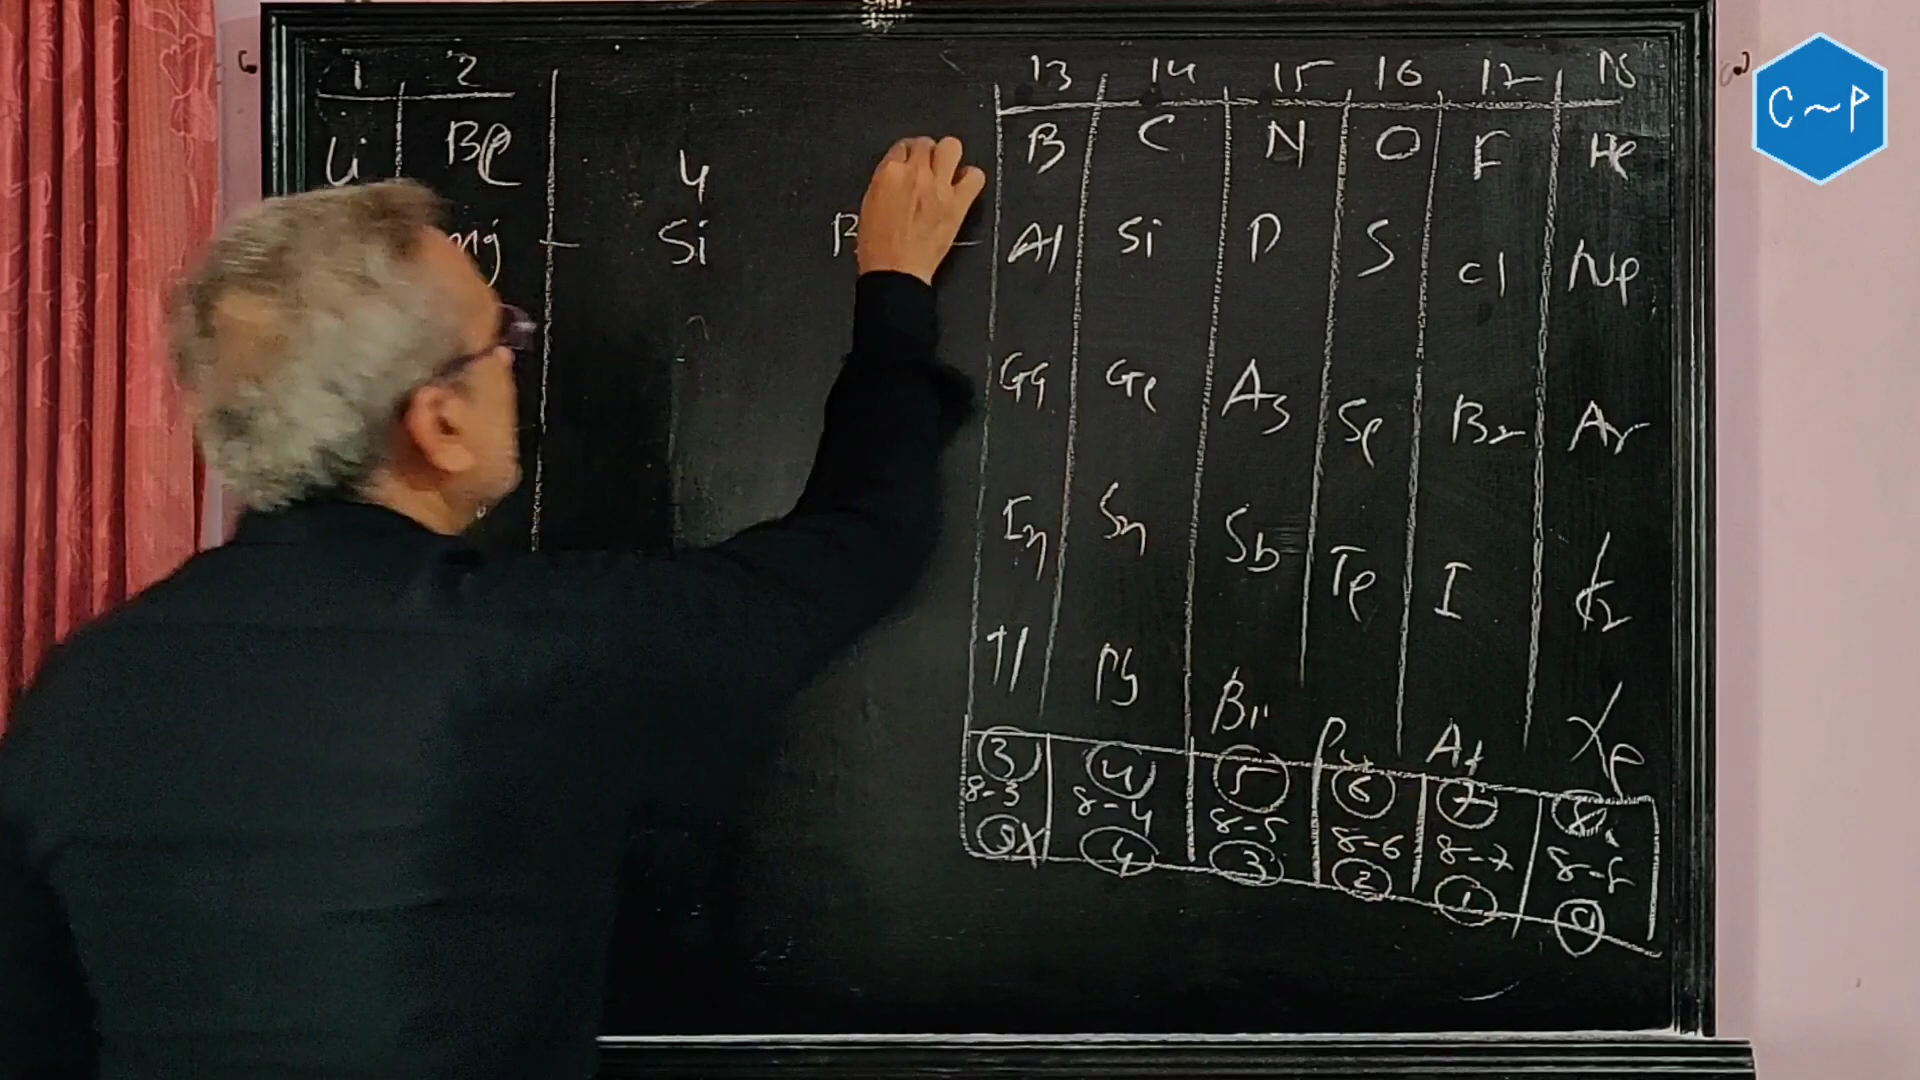 1 2 13 14 15 16 17 18
Li Be 4 B C N O F He
Mg Si Al Si P S Cl Ne
Ga Ge As Se Br Ar
In Sn Sb Te I Kr
Tl Pb Bi At Xe
3 4 5 6 7 8
8-3 8-4 8-5 8-6 8-7 8-8
4 3 2 1 0
C~P